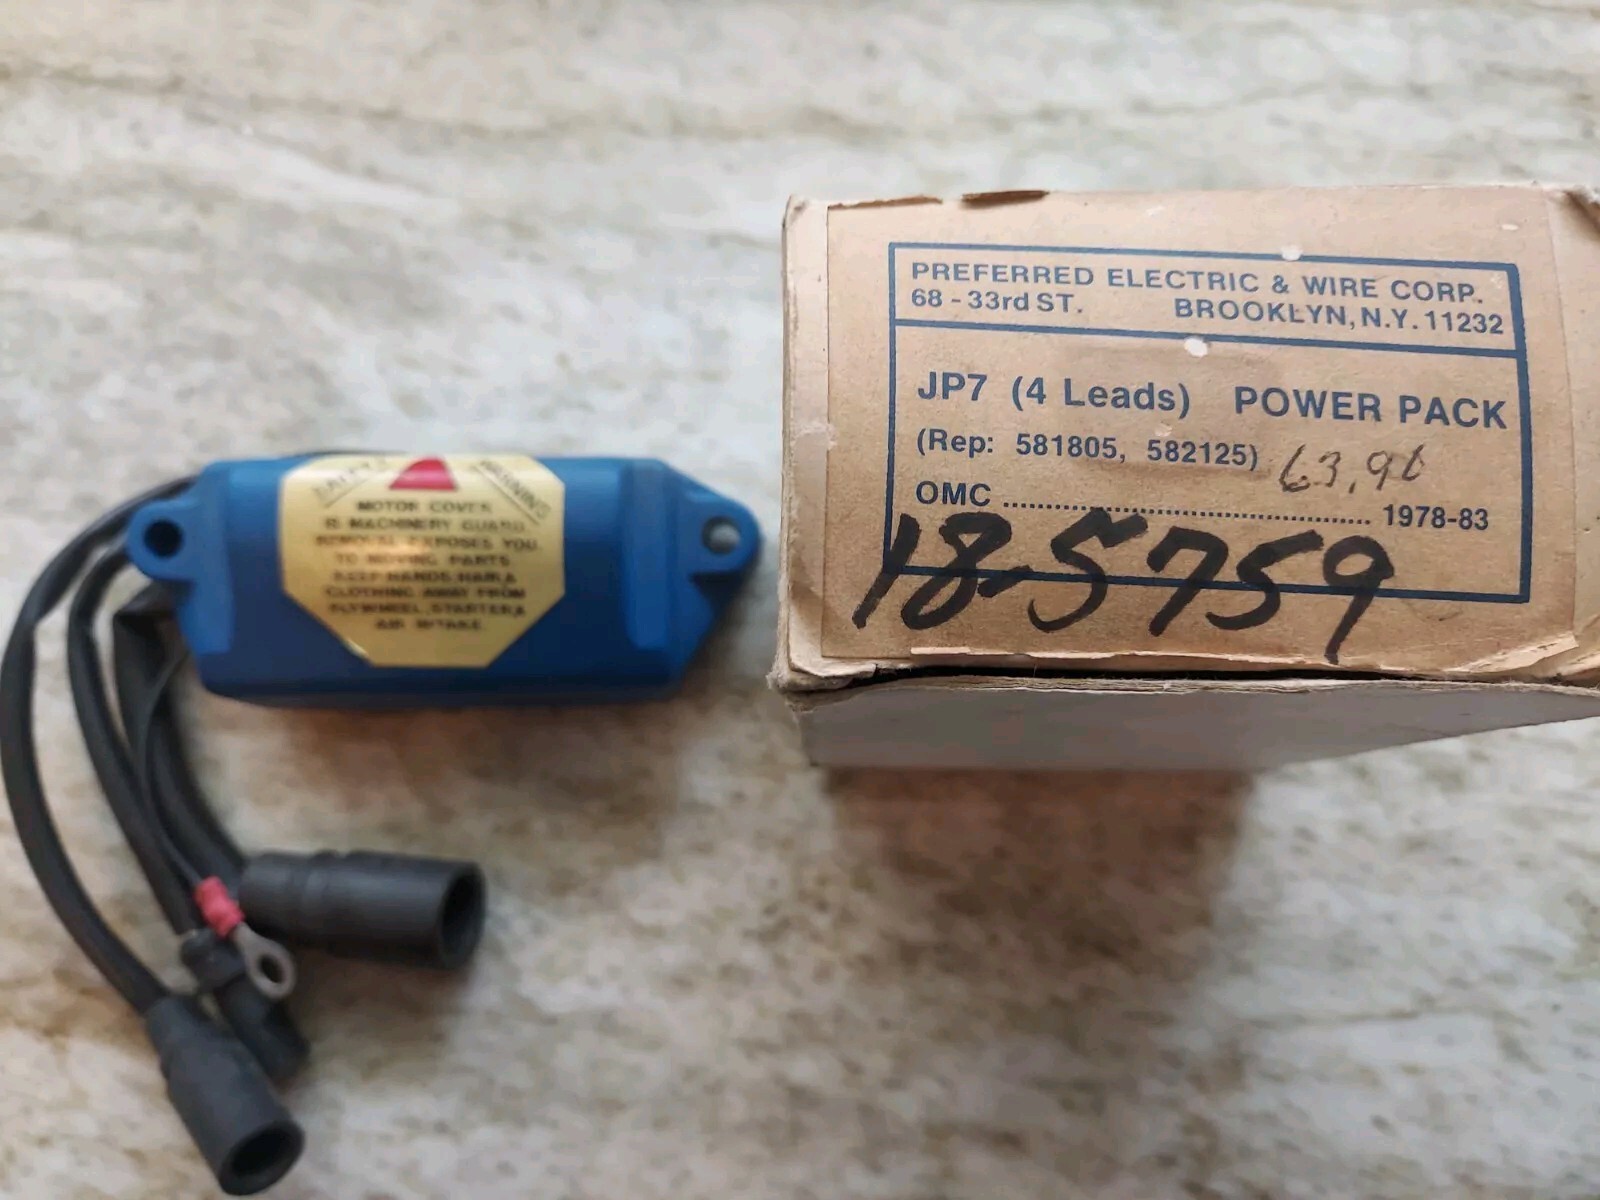 SAFETY WARNING
MOTOR COVER
IS MACHINERY GUARD.
REMOVAL EXPOSES YOU
TO MOVING PARTS
KEEP HANDS, HAIR &
CLOTHING AWAY FROM
FLYWHEEL, STARTER &
AIR INTAKE
PREFERRED ELECTRIC & WIRE CORP.
68 - 33rd ST. BROOKLYN, N.Y. 11232
JP7 (4 Leads) POWER PACK
(Rep: 581805, 582125) 63,96
OMC ........................................ 1978-83
18-5759